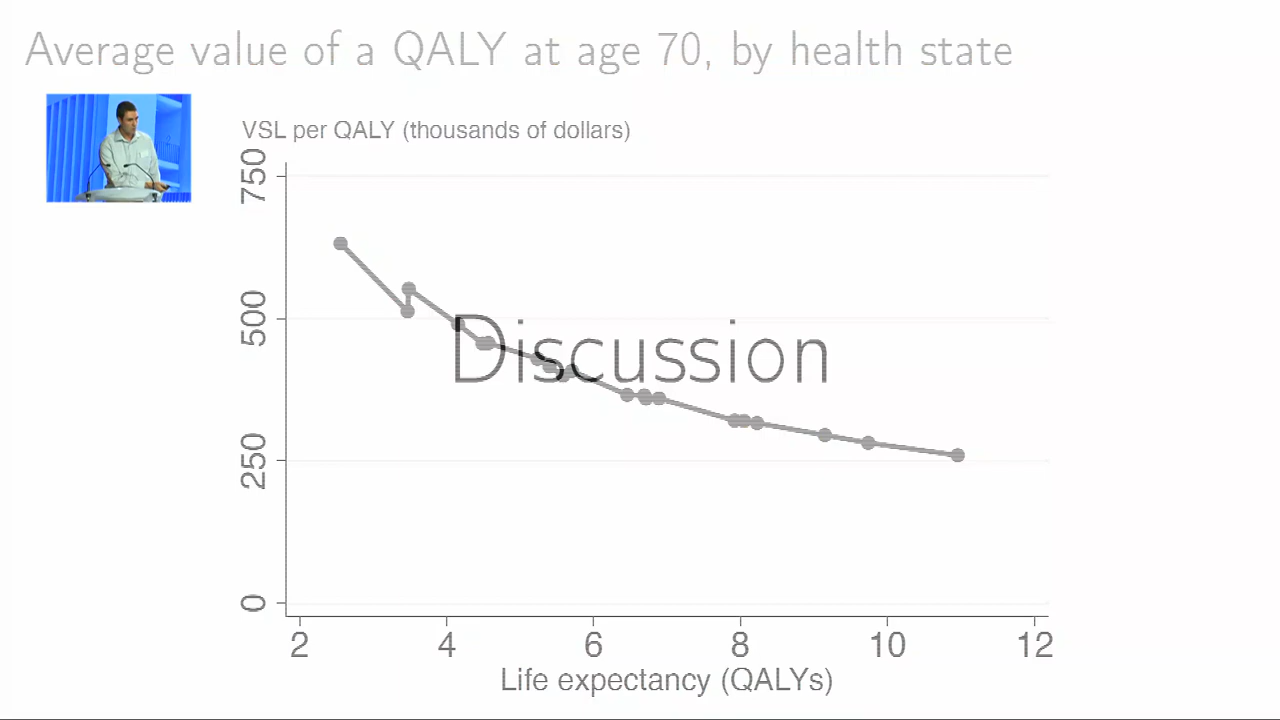 Average value of a QALY at age 70, by health state
VSL per QALY (thousands of dollars)
750
500
250
0
Discussion
2 4 6 8 10 12
Life expectancy (QALYs)